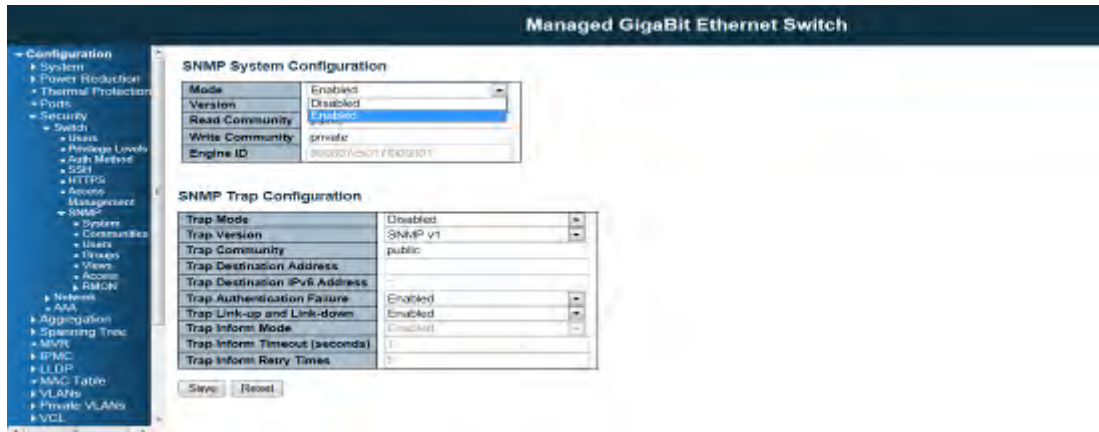 Managed GigaBit Ethernet Switch
Configuration
System
Power Reduction
Thermal Protection
Ports
Security
Switch
Users
Privilege Levels
Auth Method
SSH
HTTPS
Access
Management
SNMP
System
Communities
Users
Groups
Views
Access
RMON
Network
AAA
Aggregation
Spanning Tree
MVR
IPMC
LLDP
MAC Table
VLANs
Private VLANs
VCL
SNMP System Configuration
Mode Enabled
Version Disabled
Enabled
Read Community
Write Community private
Engine ID
SNMP Trap Configuration
Trap Mode Disabled
Trap Version SNMP v1
Trap Community public
Trap Destination Address
Trap Destination IPv6 Address
Trap Authentication Failure Enabled
Trap Link-up and Link-down Enabled
Trap Inform Mode Enabled
Trap Inform Timeout (seconds) 1
Trap Inform Retry Times 5
Save Reset